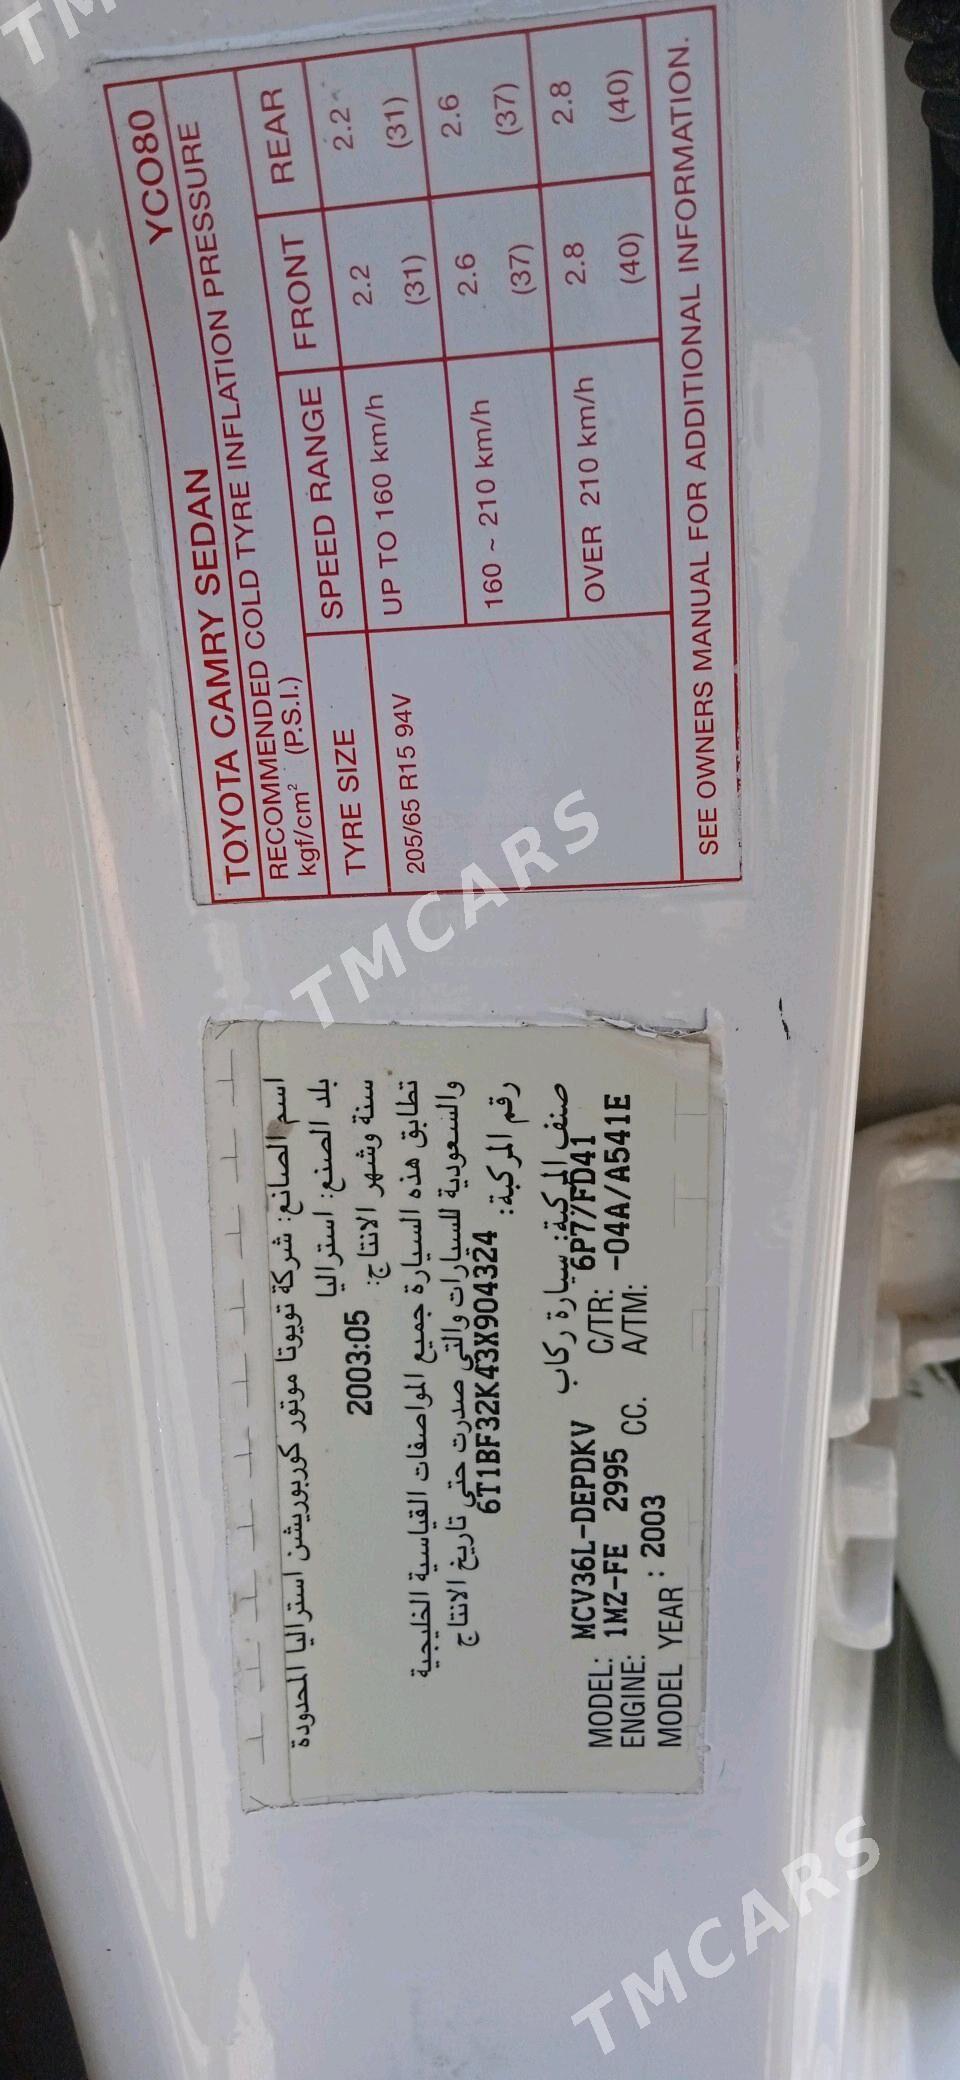 TOYOTA CAMRY SEDAN YCO80
RECOMMENDED COLD TYRE INFLATION PRESSURE
kgf/cm² (P.S.I.)
TYRE SIZE SPEED RANGE FRONT REAR
205/65 R15 94V UP TO 160 km/h 2.2 (31) 2.2 (31)
160 ~ 210 km/h 2.6 (37) 2.6 (37)
OVER 210 km/h 2.8 (40) 2.8 (40)
SEE OWNERS MANUAL FOR ADDITIONAL INFORMATION.
اسم الصانع: شركة تويوتا موتور كوربوريشن استراليا المحدودة
بلد الصنع: استراليا
سنة وشهر الانتاج: 2003:05
تطابق هذه السيارة جميع المواصفات القياسية الخليجية
والسعودية للسيارات والتي صدرت حتى تاريخ الانتاج
رقم المركبة: 6T1BF32K43X904324
صنف المركبة: سيارة ركاب
MODEL: MCV36L-DEPDKV C/TR: 6P7/FD41
ENGINE: 1MZ-FE 2995 CC. A/TM: -04A/A541E
MODEL YEAR : 2003
TMCARS
TMCARS
TM